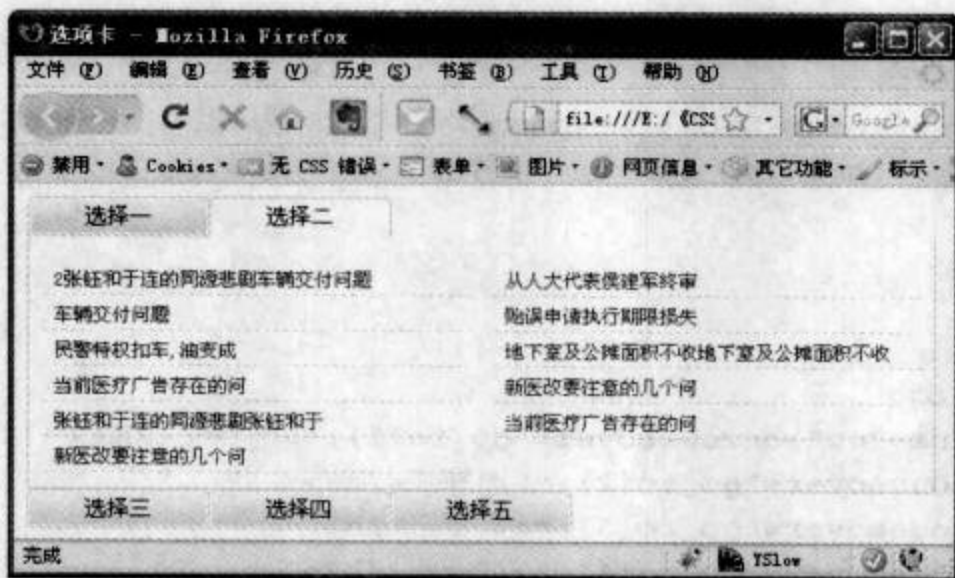 选项卡 - Mozilla Firefox
文件 (F) 编辑 (E) 查看 (V) 历史 (S) 书签 (B) 工具 (T) 帮助 (H)
file:///E:/《CSS Google
禁用 Cookies 无 CSS 错误 表单 图片 网页信息 其它功能 标示
选择一 选择二
2张钰和于连的同源悲剧车辆交付问题 从人大代表侯建军终审
车辆交付问题 贻误申请执行期限损失
民警特权扣车,油变成 地下室及公摊面积不收地下室及公摊面积不收
当前医疗广告存在的问 新医改要注意的几个问
张钰和于连的同源悲剧张钰和于 当前医疗广告存在的问
新医改要注意的几个问
选择三 选择四 选择五
完成 YSlow